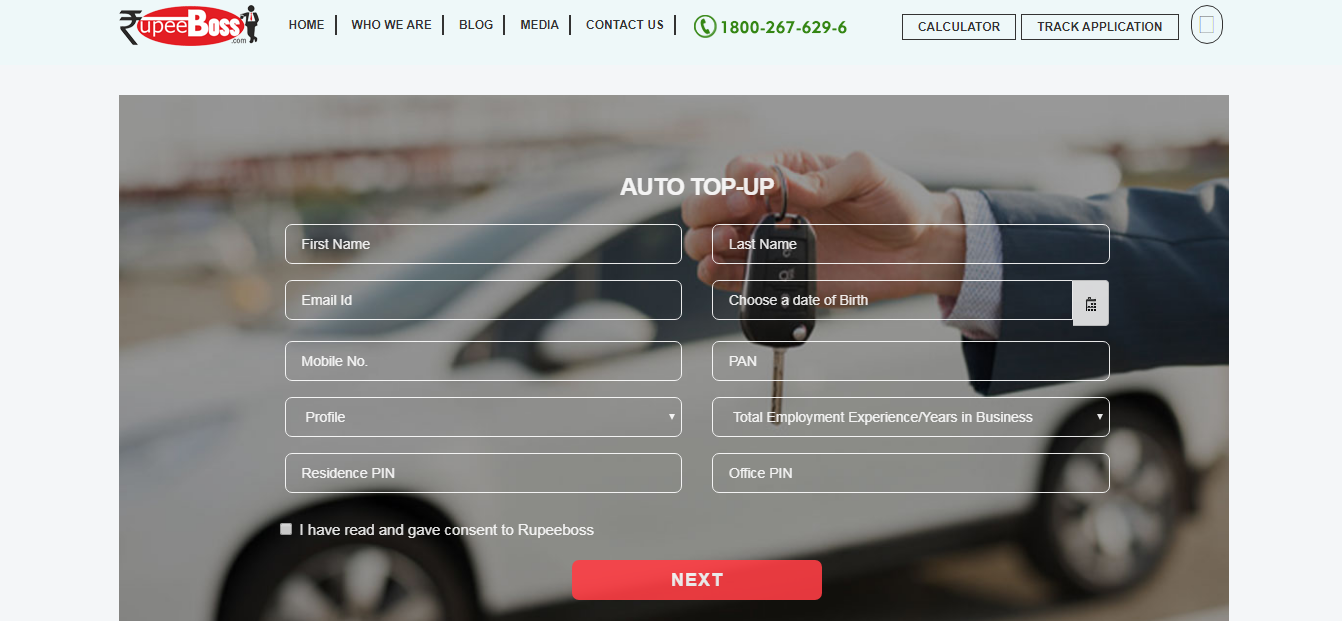 ₹upeeBoss.com
HOME WHO WE ARE BLOG MEDIA CONTACT US 1800-267-629-6 CALCULATOR TRACK APPLICATION
AUTO TOP-UP
First Name Last Name
Email Id Choose a date of Birth
Mobile No. PAN
Profile Total Employment Experience/Years in Business
Residence PIN Office PIN
I have read and gave consent to Rupeeboss
NEXT